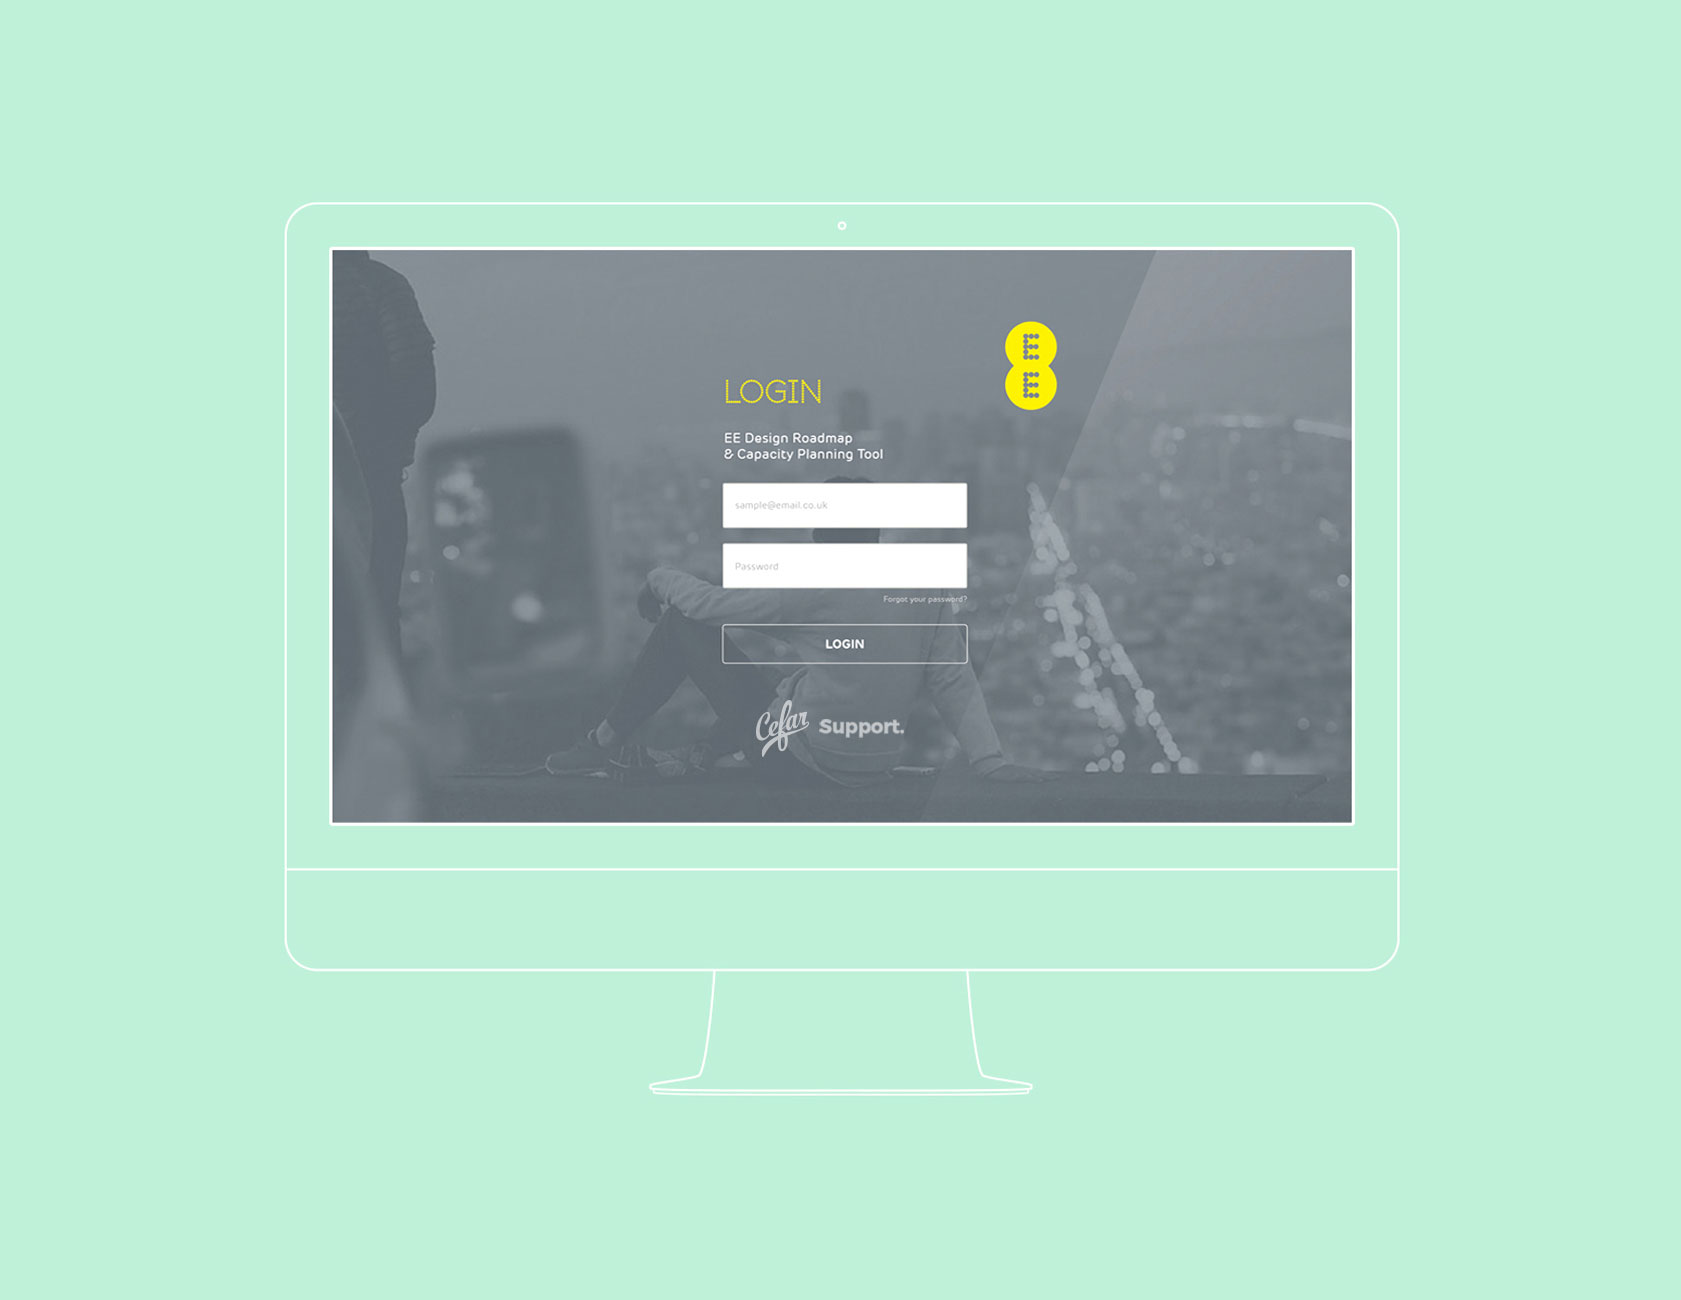 E
E
LOGIN
EE Design Roadmap
& Capacity Planning Tool
sample@email.co.uk
Password
Forgot your password?
LOGIN
Cefar Support.